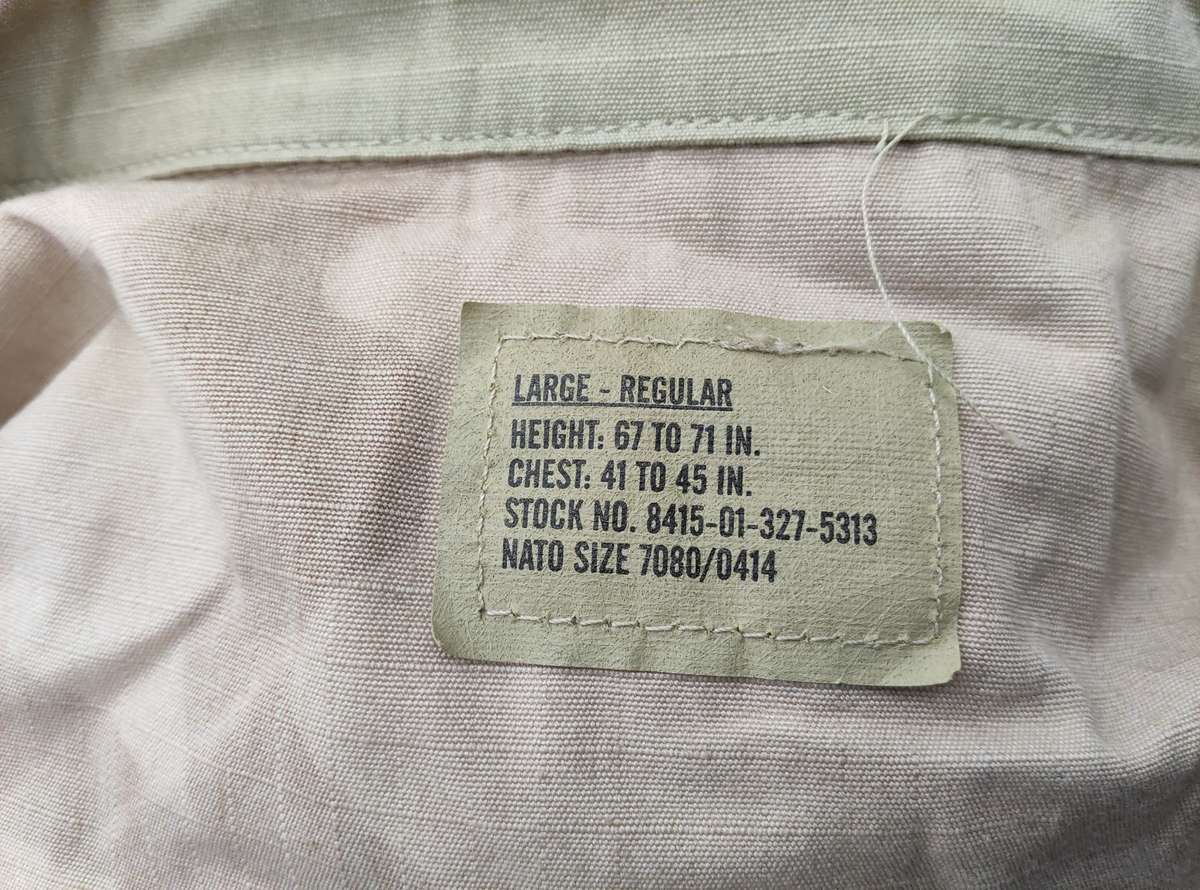 LARGE - REGULAR
HEIGHT: 67 TO 71 IN.
CHEST: 41 TO 45 IN.
STOCK NO. 8415-01-327-5313
NATO SIZE 7080/0414